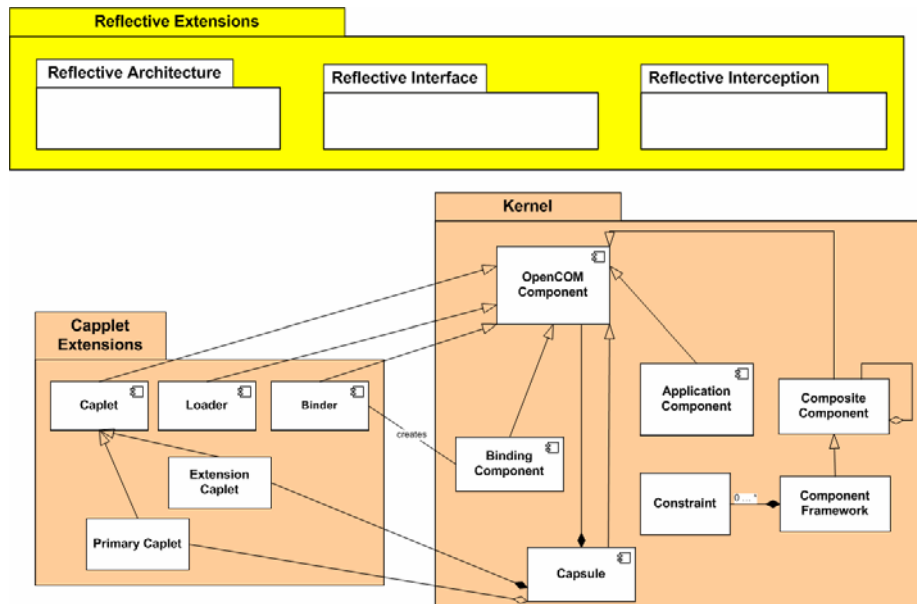 Reflective Extensions
Reflective Architecture
Reflective Interface
Reflective Interception
Kernel
OpenCOM
Component
Capplet
Extensions
Caplet
Loader
Binder
Application
Component
Composite
Component
creates
Binding
Component
Extension
Caplet
Constraint
0 ... *
Component
Framework
Primary Caplet
Capsule